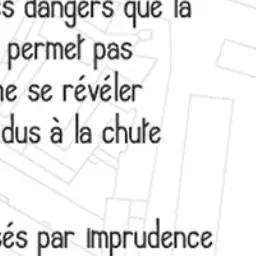 s dangers que la
permet pas
ne se révéler
dus à la chute
sés par imprudence